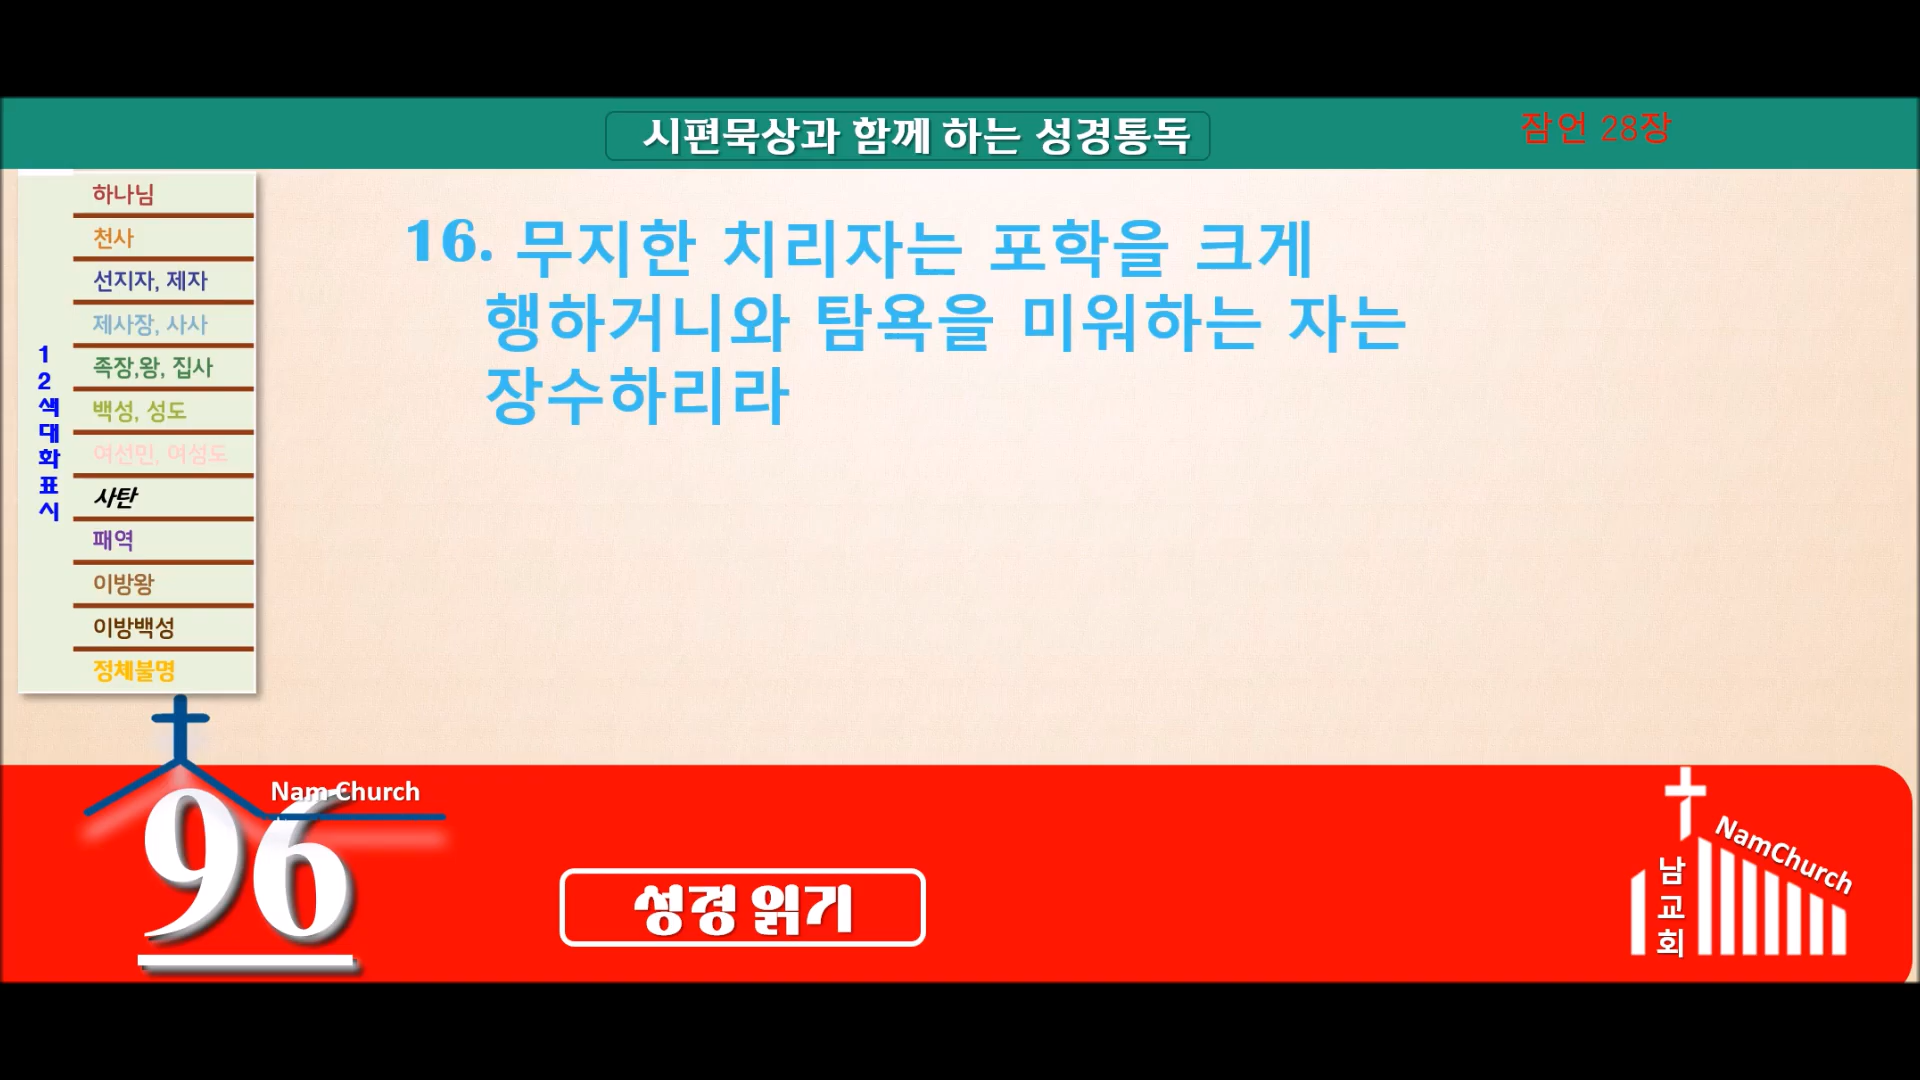 시편묵상과 함께 하는 성경통독
잠언 28장
하나님
천사
선지자, 제자
제사장, 사사
족장,왕, 집사
백성, 성도
여선민, 여성도
사탄
패역
이방왕
이방백성
정체불명
12색대화표시
16. 무지한 치리자는 포학을 크게
행하거니와 탐욕을 미워하는 자는
장수하리라
Nam Church
96
성경 읽기
NamChurch
남교회